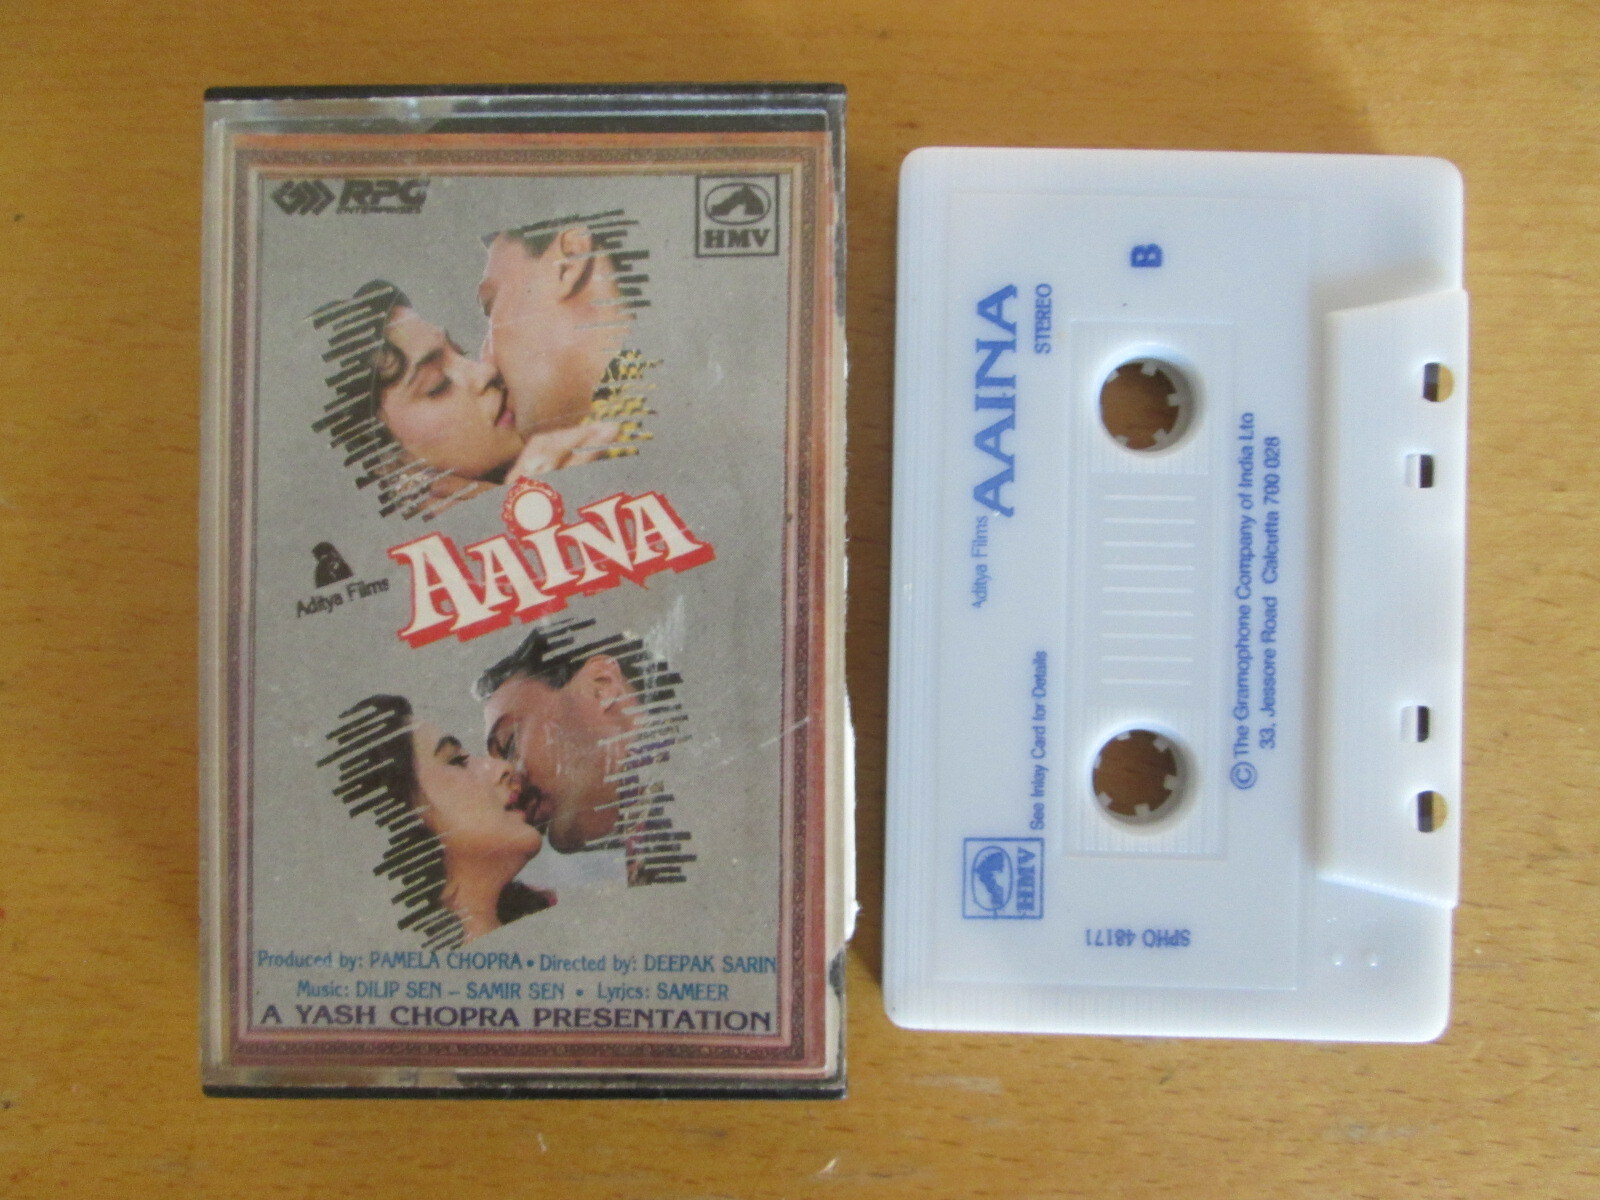 RPG
ENTERPRISES
HMV
AAINA
Aditya Films
Produced by: PAMELA CHOPRA • Directed by: DEEPAK SARIN
Music: DILIP SEN – SAMIR SEN • Lyrics: SAMEER
A YASH CHOPRA PRESENTATION
B
Aditya Films AAINA
STEREO
See Inlay Card for Details
HMV
© The Gramophone Company of India Ltd
33, Jessore Road Calcutta 700 028
SPHO 48171